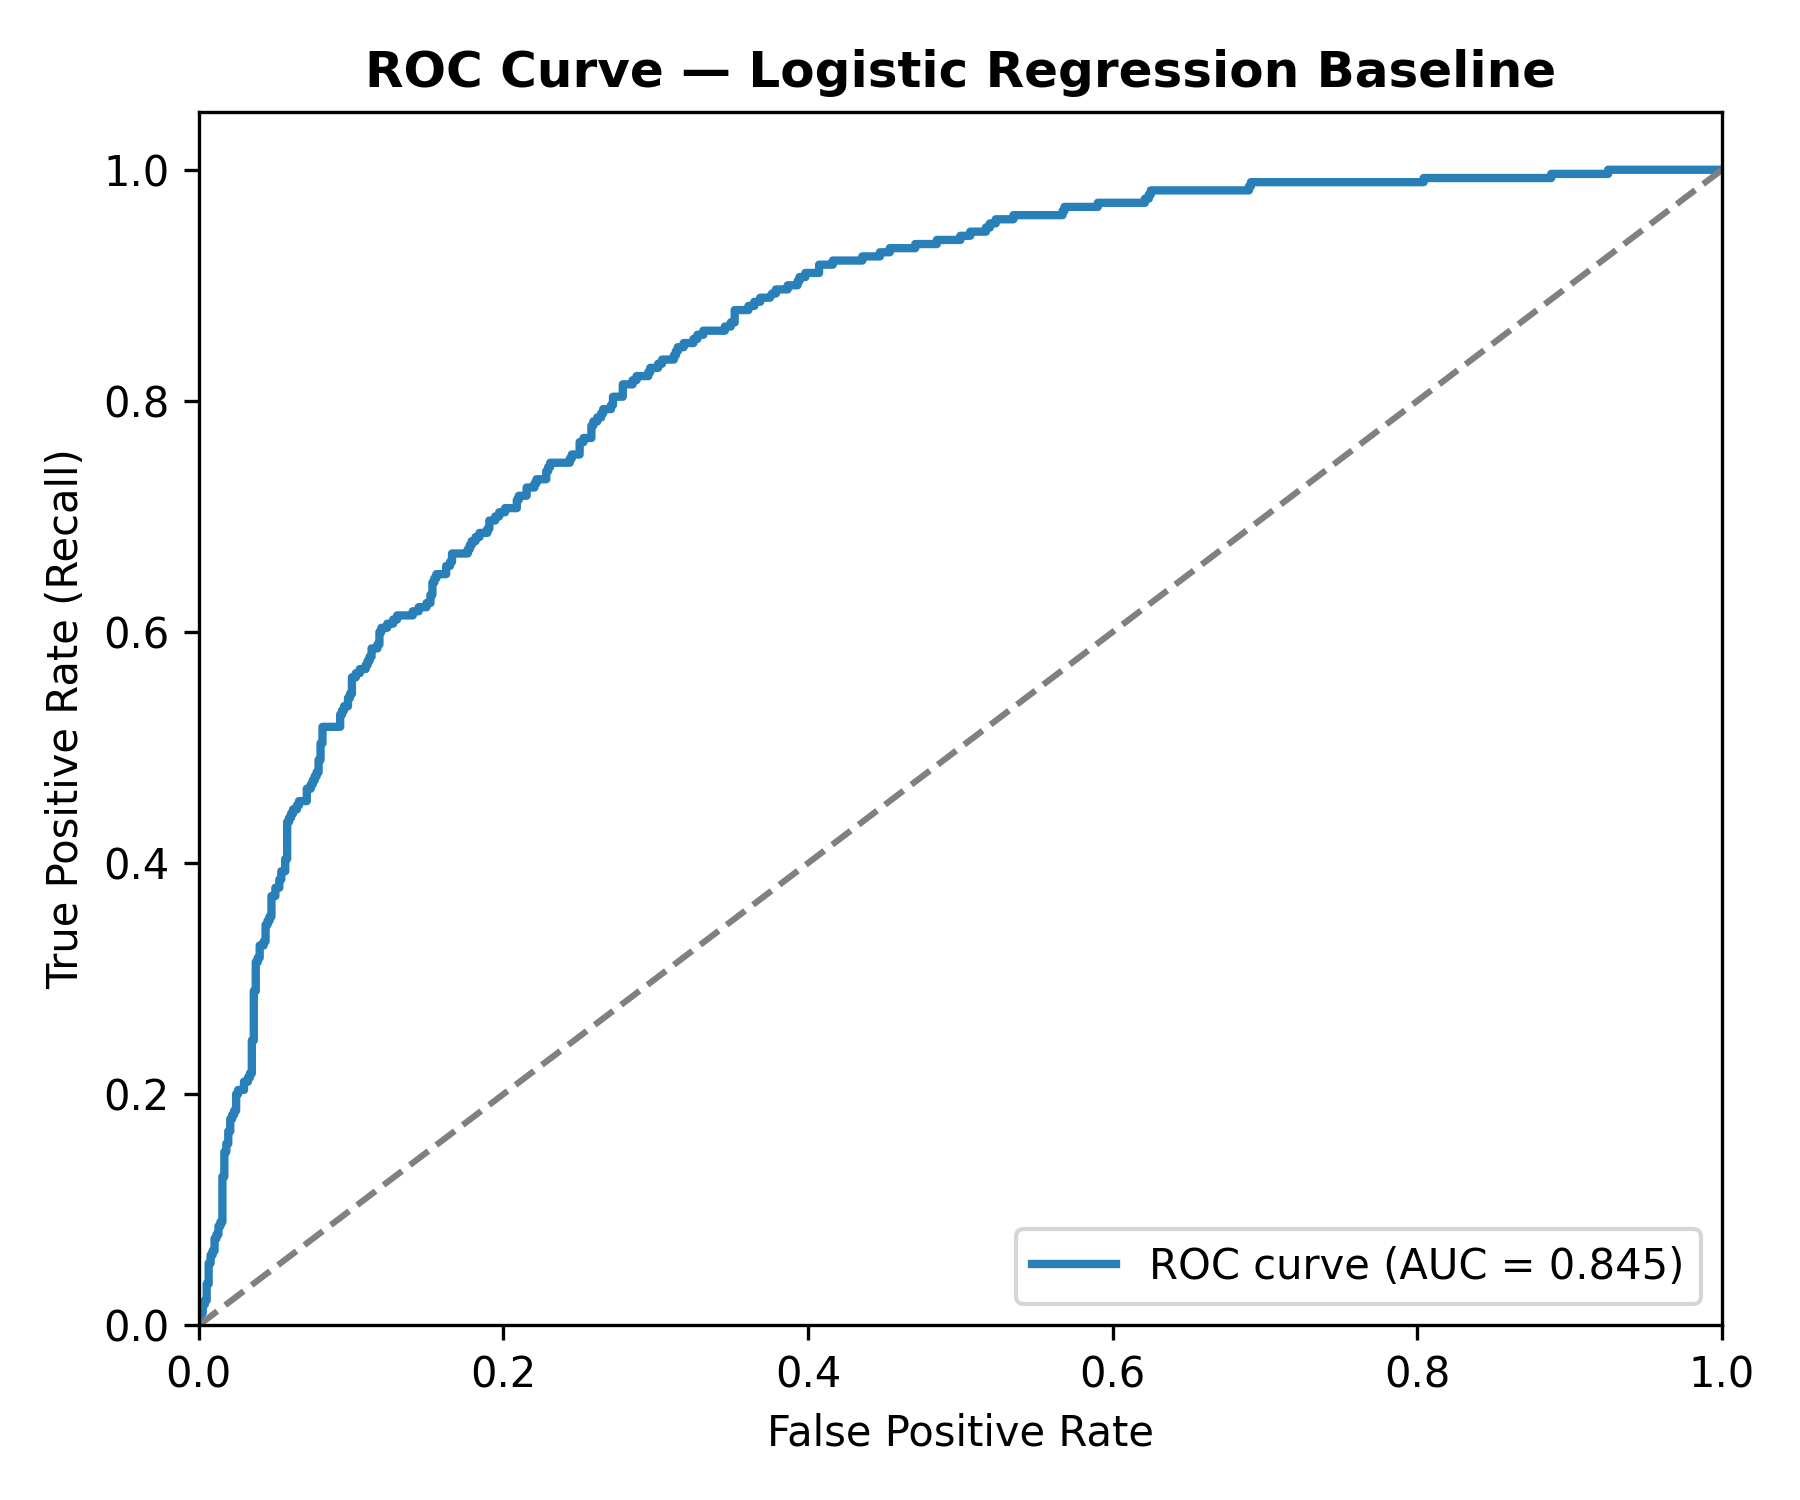 ROC Curve — Logistic Regression Baseline
True Positive Rate (Recall)
1.0
0.8
0.6
0.4
0.2
0.0
0.0 0.2 0.4 0.6 0.8 1.0
False Positive Rate
ROC curve (AUC = 0.845)